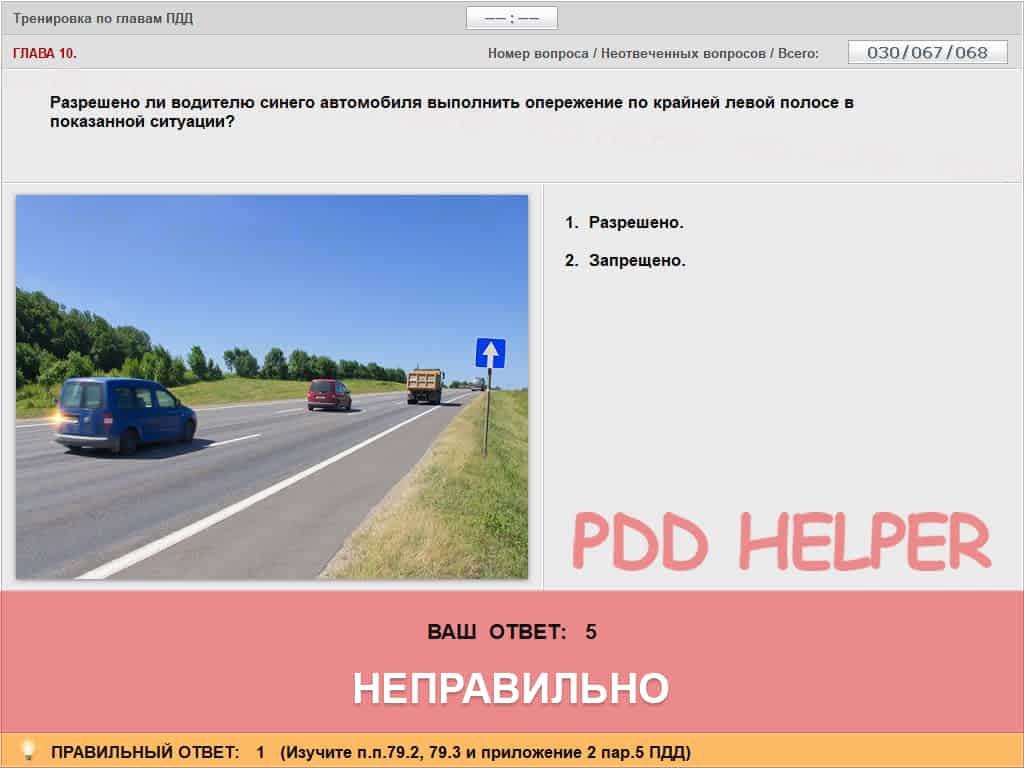 Тренировка по главам ПДД
—— : ——
ГЛАВА 10.
Номер вопроса / Неотвеченных вопросов / Всего:
030/067/068
Разрешено ли водителю синего автомобиля выполнить опережение по крайней левой полосе в
показанной ситуации?
1. Разрешено.
2. Запрещено.
PDD HELPER
ВАШ ОТВЕТ: 5
НЕПРАВИЛЬНО
ПРАВИЛЬНЫЙ ОТВЕТ: 1 (Изучите п.п.79.2, 79.3 и приложение 2 пар.5 ПДД)